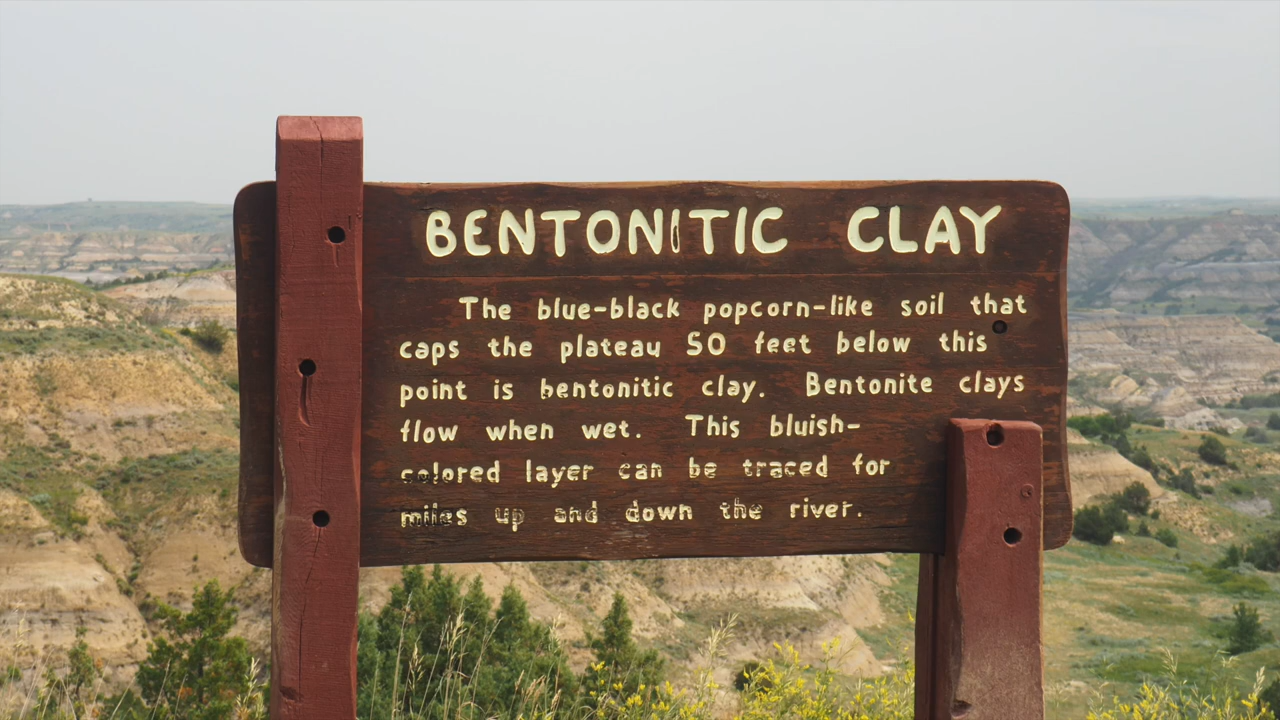 BENTONITIC CLAY
The blue-black popcorn-like soil that
caps the plateau 50 feet below this
point is bentonitic clay. Bentonite clays
flow when wet. This bluish-
colored layer can be traced for
miles up and down the river.